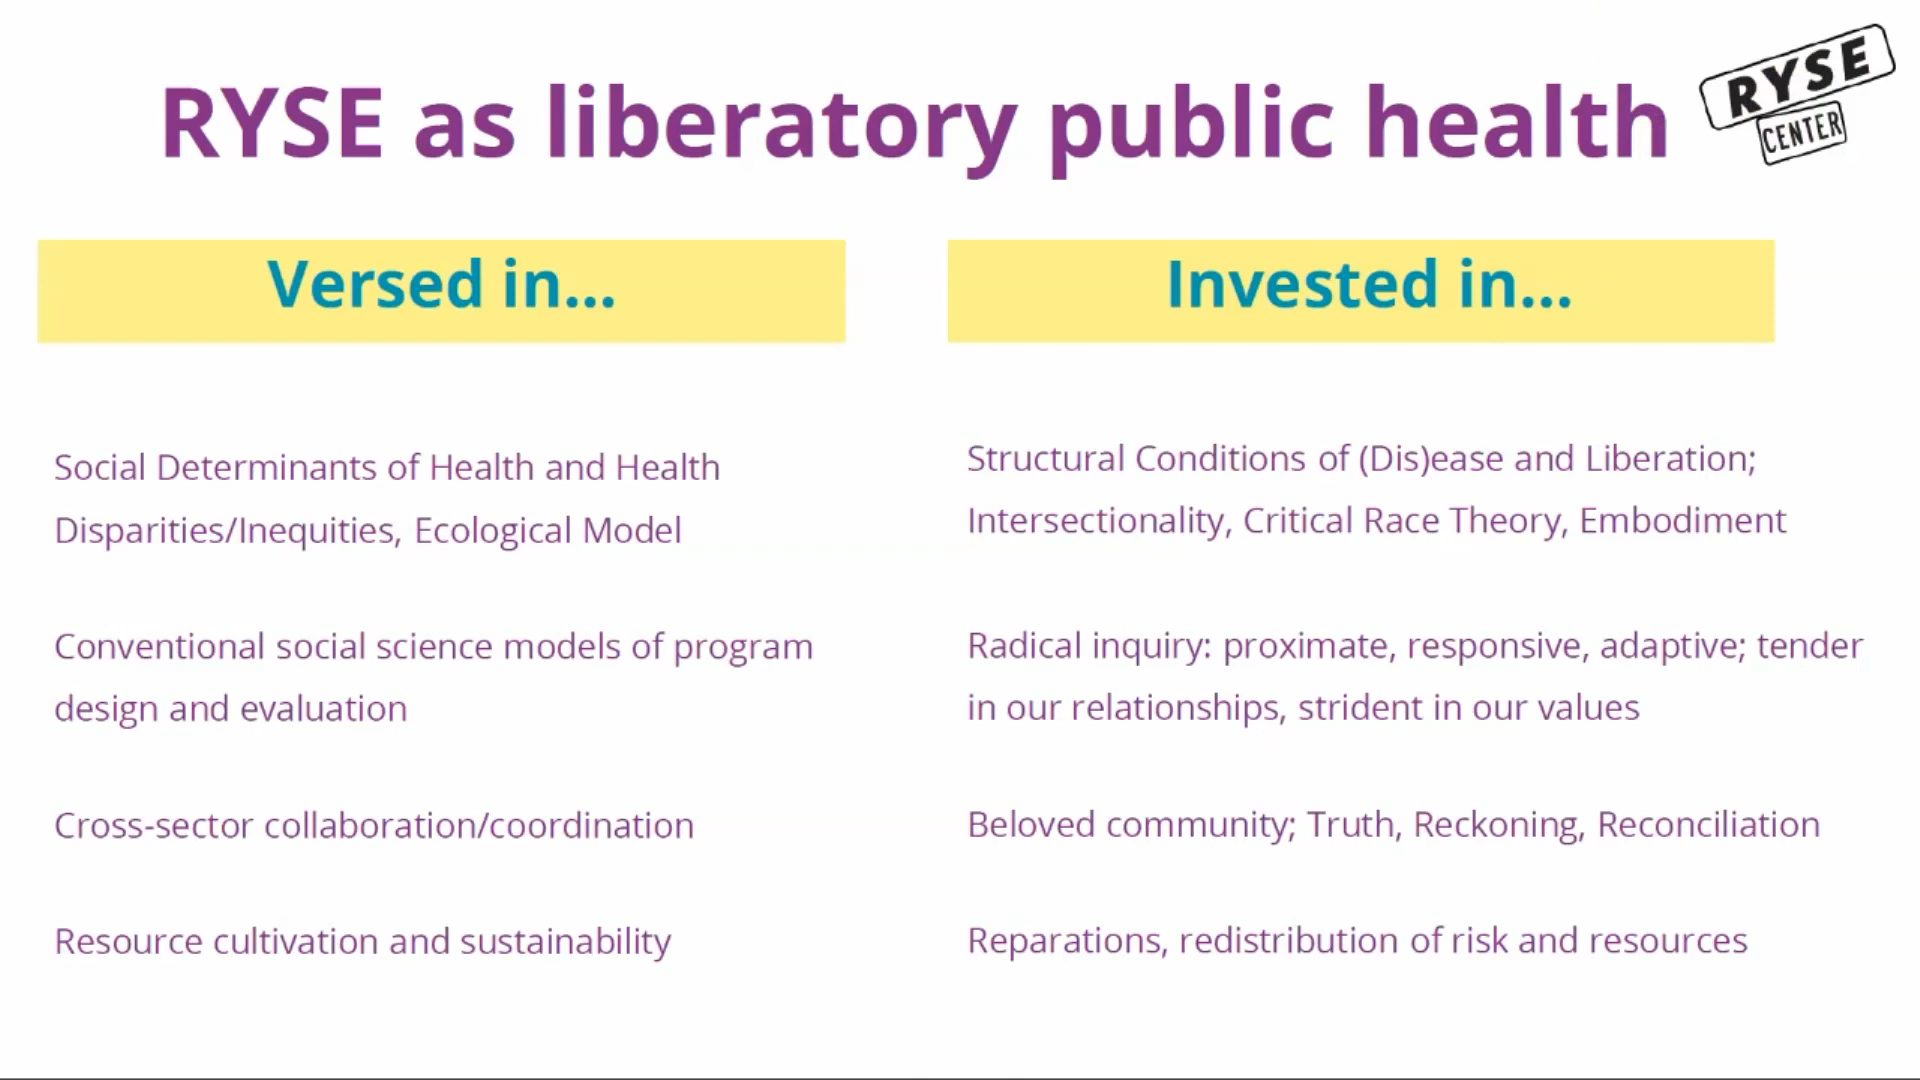 RYSE as liberatory public health
RYSE
CENTER
Versed in...
Social Determinants of Health and Health
Disparities/Inequities, Ecological Model
Conventional social science models of program
design and evaluation
Cross-sector collaboration/coordination
Resource cultivation and sustainability
Invested in...
Structural Conditions of (Dis)ease and Liberation;
Intersectionality, Critical Race Theory, Embodiment
Radical inquiry: proximate, responsive, adaptive; tender
in our relationships, strident in our values
Beloved community; Truth, Reckoning, Reconciliation
Reparations, redistribution of risk and resources